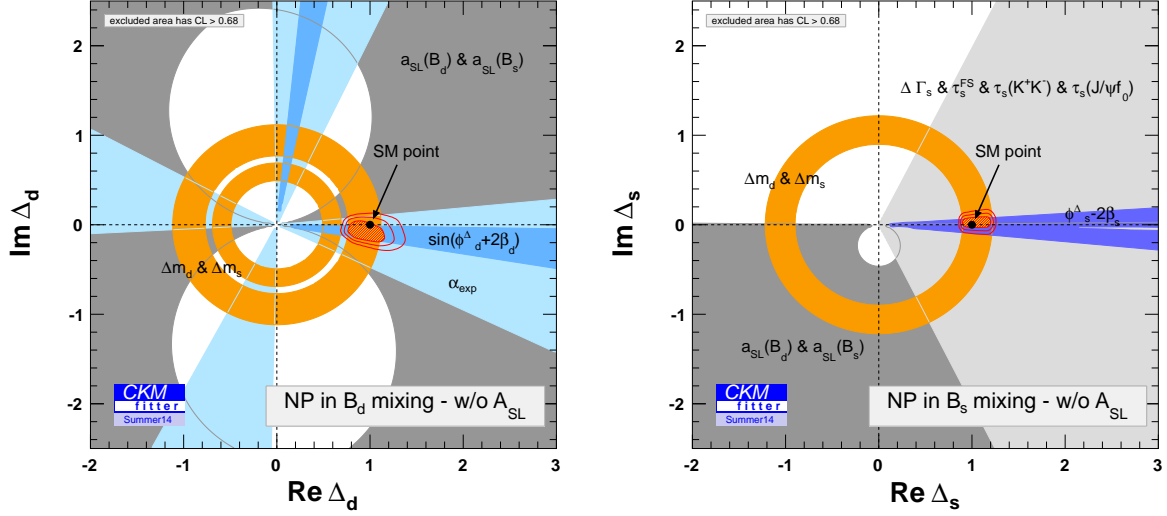 excluded area has CL > 0.68
a_SL(B_d) & a_SL(B_s)
SM point
sin(φ^Δ_d+2β_d)
Δm_d & Δm_s
α_exp
CKM
fitter
Summer14
NP in B_d mixing - w/o A_SL
2
1
0
-1
-2
-2
-1
0
1
2
3
Im Δ_d
Re Δ_d
excluded area has CL > 0.68
Δ Γ_s & τ_s^FS & τ_s(K^+K^-) & τ_s(J/ψf_0)
SM point
Δm_d & Δm_s
φ^Δ_s-2β_s
a_SL(B_d) & a_SL(B_s)
CKM
fitter
Summer14
NP in B_s mixing - w/o A_SL
2
1
0
-1
-2
-2
-1
0
1
2
3
Im Δ_s
Re Δ_s